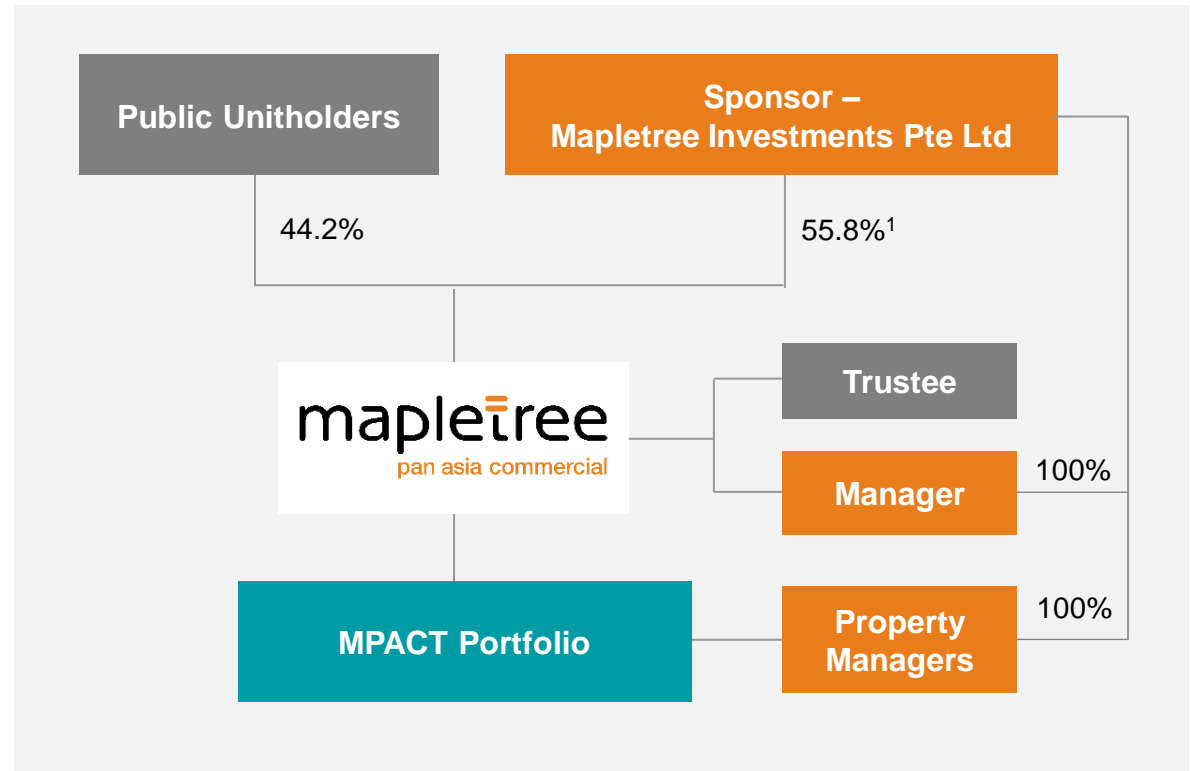 Public Unitholders
Sponsor –
Mapletree Investments Pte Ltd
44.2%
55.8%¹
mapletree
pan asia commercial
Trustee
Manager
100%
MPACT Portfolio
Property
Managers
100%